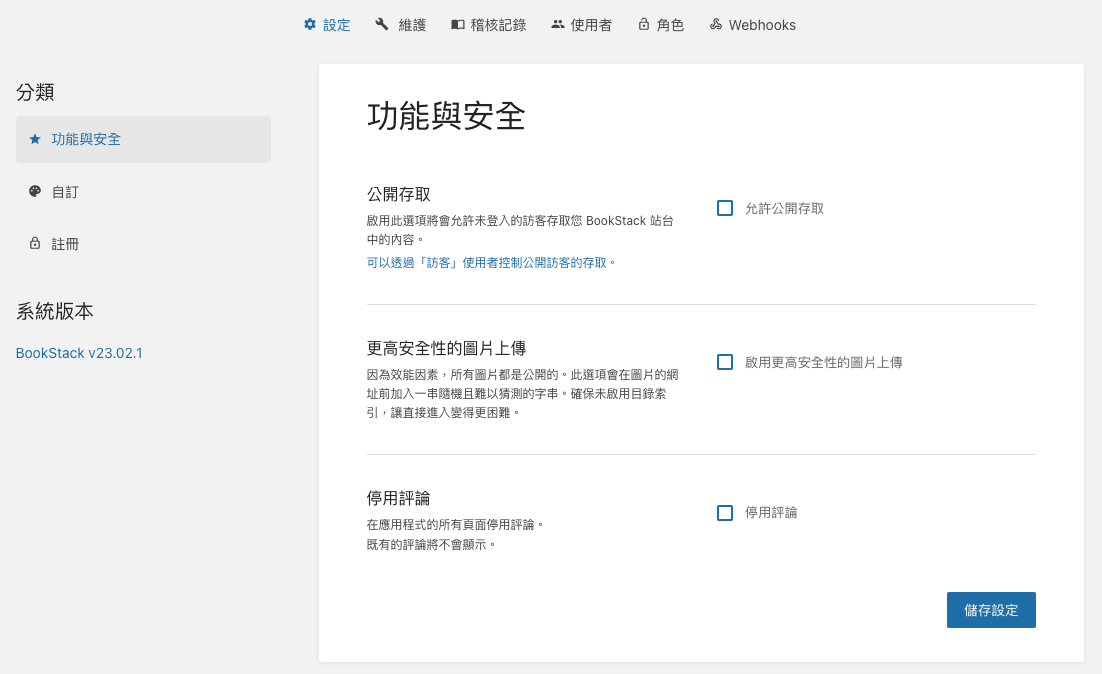 設定
維護
稽核記錄
使用者
角色
Webhooks
分類
功能與安全
自訂
註冊
系統版本
BookStack v23.02.1
功能與安全
公開存取
啟用此選項將會允許未登入的訪客存取您 BookStack 站台
中的內容。
可以透過「訪客」使用者控制公開訪客的存取。
允許公開存取
更高安全性的圖片上傳
因為效能因素，所有圖片都是公開的。此選項會在圖片的網
址前加入一串隨機且難以猜測的字串。確保未啟用目錄索
引，讓直接進入變得更困難。
啟用更高安全性的圖片上傳
停用評論
在應用程式的所有頁面停用評論。
既有的評論將不會顯示。
停用評論
儲存設定